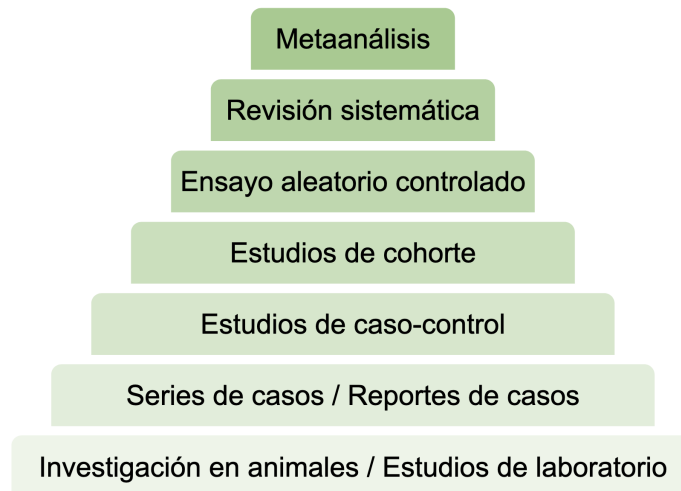 Metaanálisis
Revisión sistemática
Ensayo aleatorio controlado
Estudios de cohorte
Estudios de caso-control
Series de casos / Reportes de casos
Investigación en animales / Estudios de laboratorio